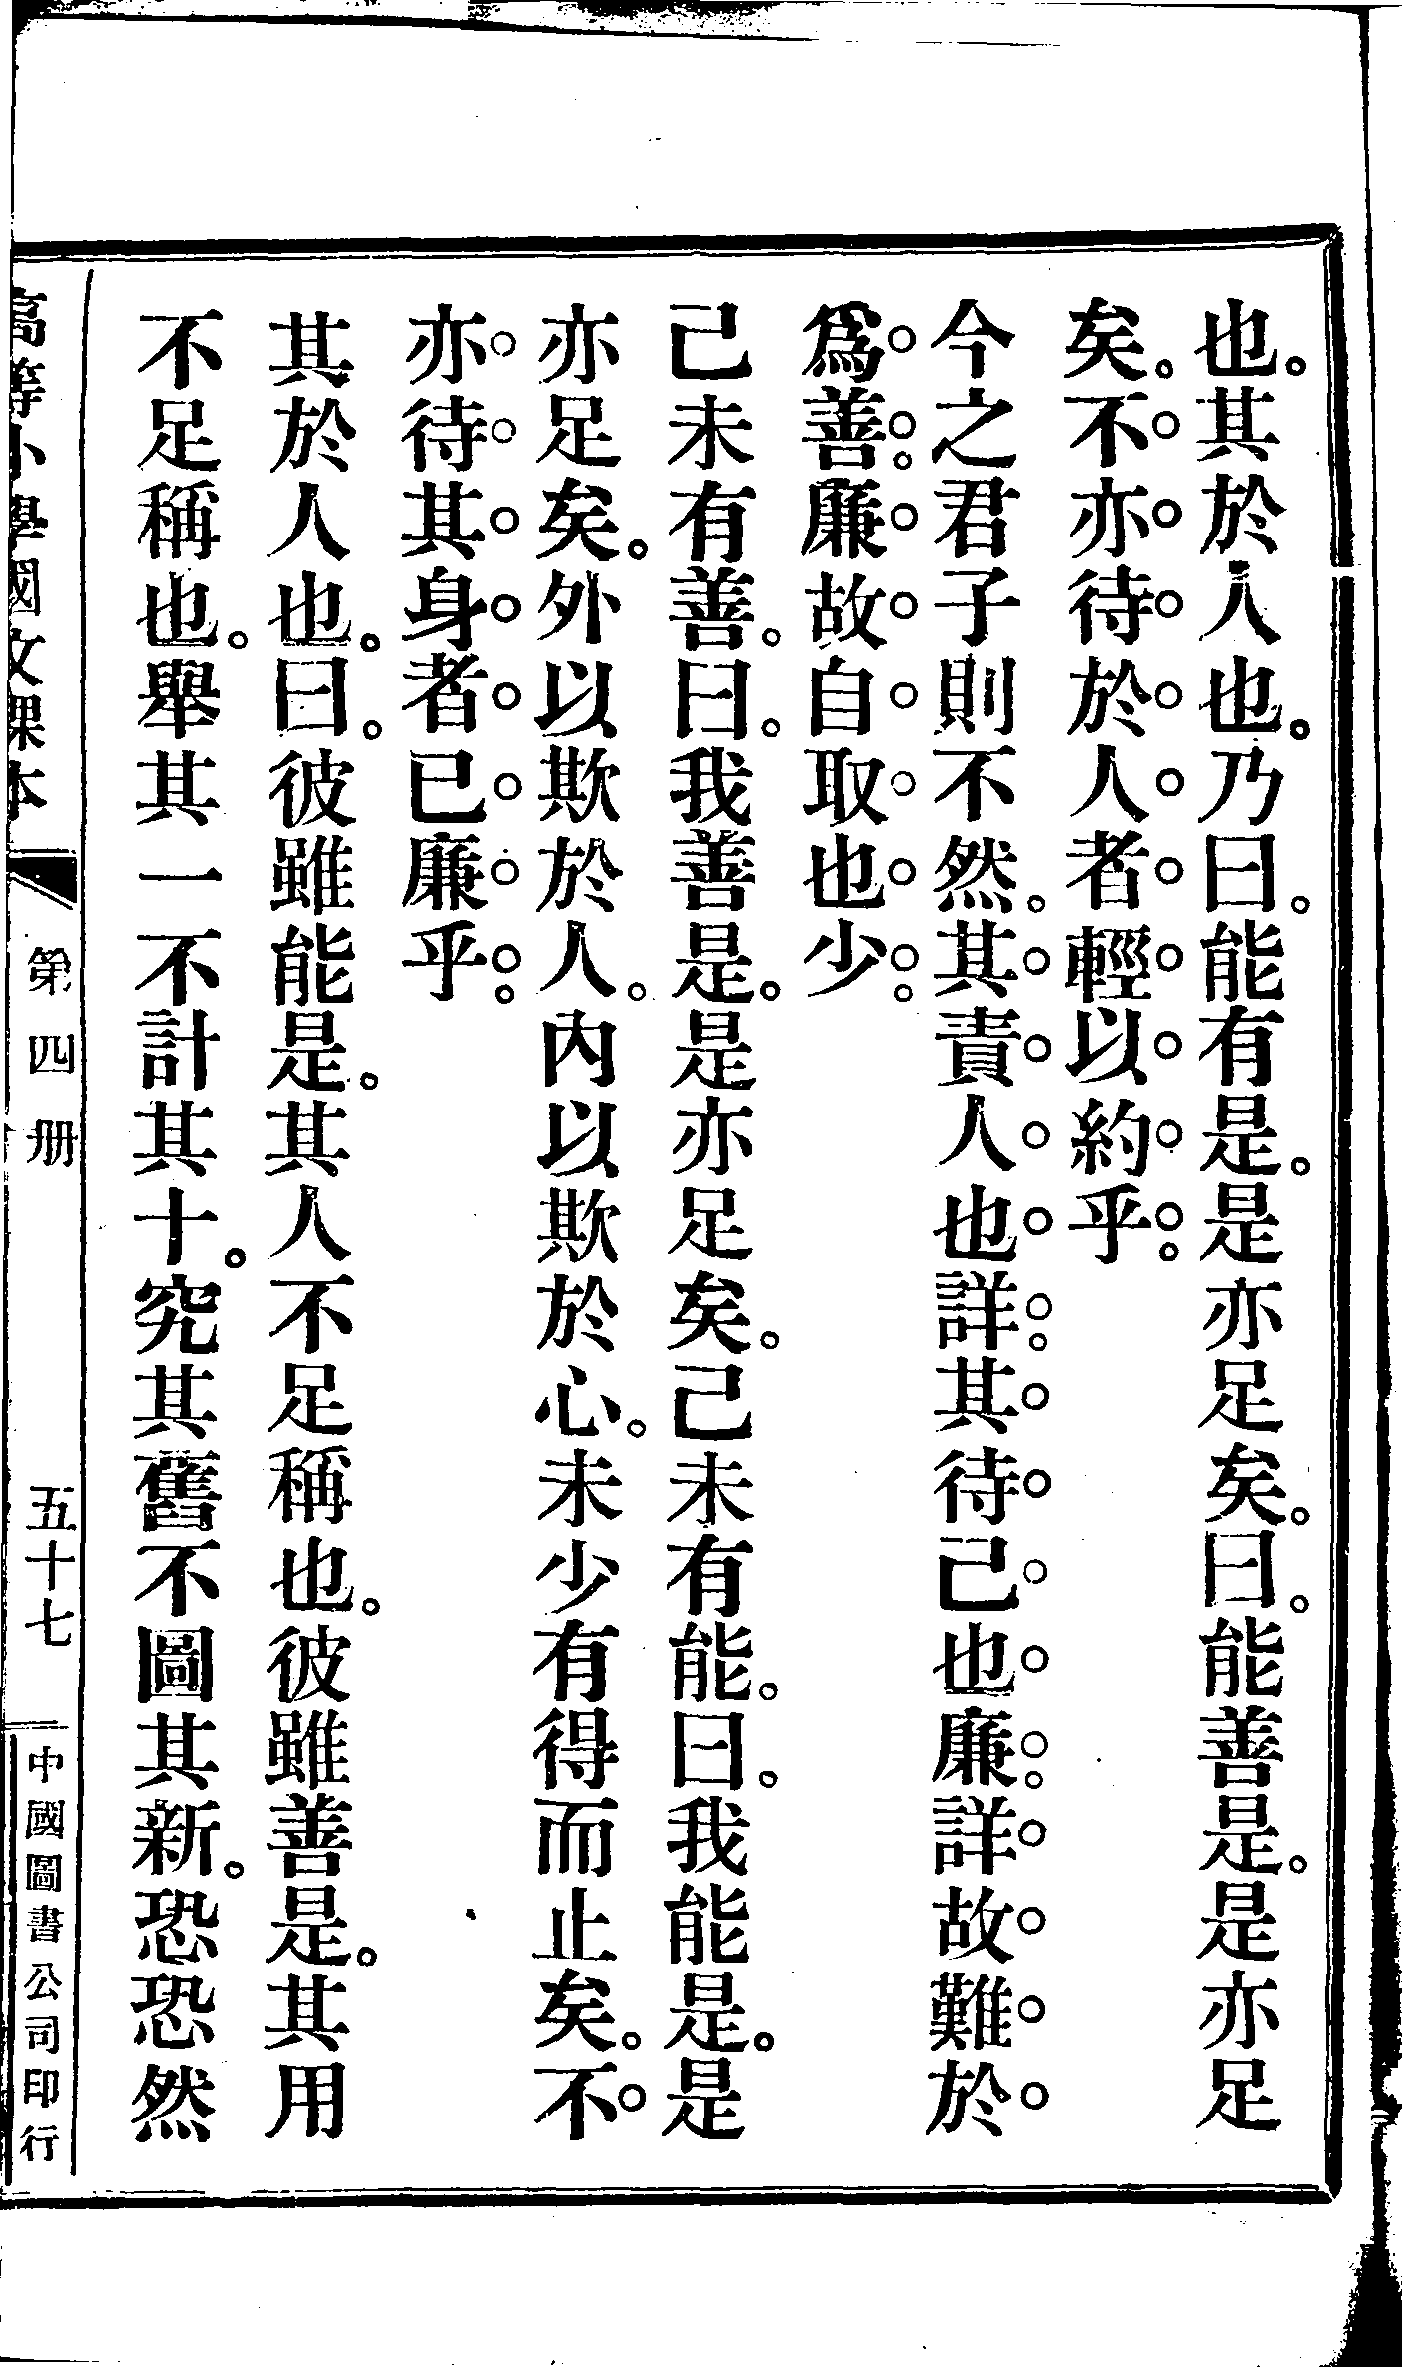 也。其於人也。乃曰。能有是。是亦足矣。曰。能善是。是亦足
矣。不亦待於人者輕以約乎。
今之君子則不然。其責人也詳。其待己也廉。詳故難於
爲善。廉故自取也少。
己未有善。曰。我善是。是亦足矣。己未有能。曰。我能是。是
亦足矣。外以欺於人。內以欺於心。未少有得而止矣。不
亦待其身者已廉乎。
其於人也。曰。彼雖能是。其人不足稱也。彼雖善是。其用
不足稱也。舉其一不計其十。究其舊不圖其新。恐恐然
高等小學國文課本
第四册
五十七
中國圖書公司印行